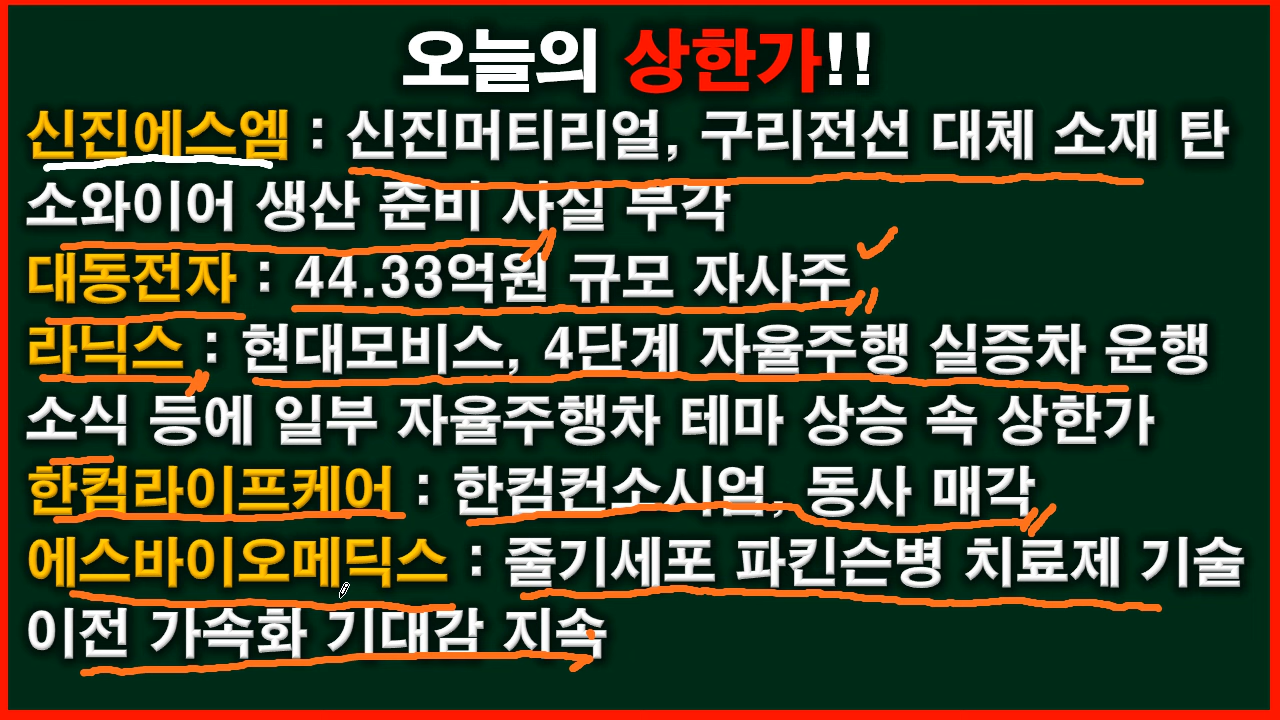 오늘의 상한가!!
신진에스엠 : 신진머티리얼, 구리전선 대체 소재 탄
소와이어 생산 준비 사실 부각
대동전자 : 44.33억원 규모 자사주
라닉스 : 현대모비스, 4단계 자율주행 실증차 운행
소식 등에 일부 자율주행차 테마 상승 속 상한가
한컴라이프케어 : 한컴컨소시엄, 동사 매각
에스바이오메딕스 : 줄기세포 파킨슨병 치료제 기술
이전 가속화 기대감 지속